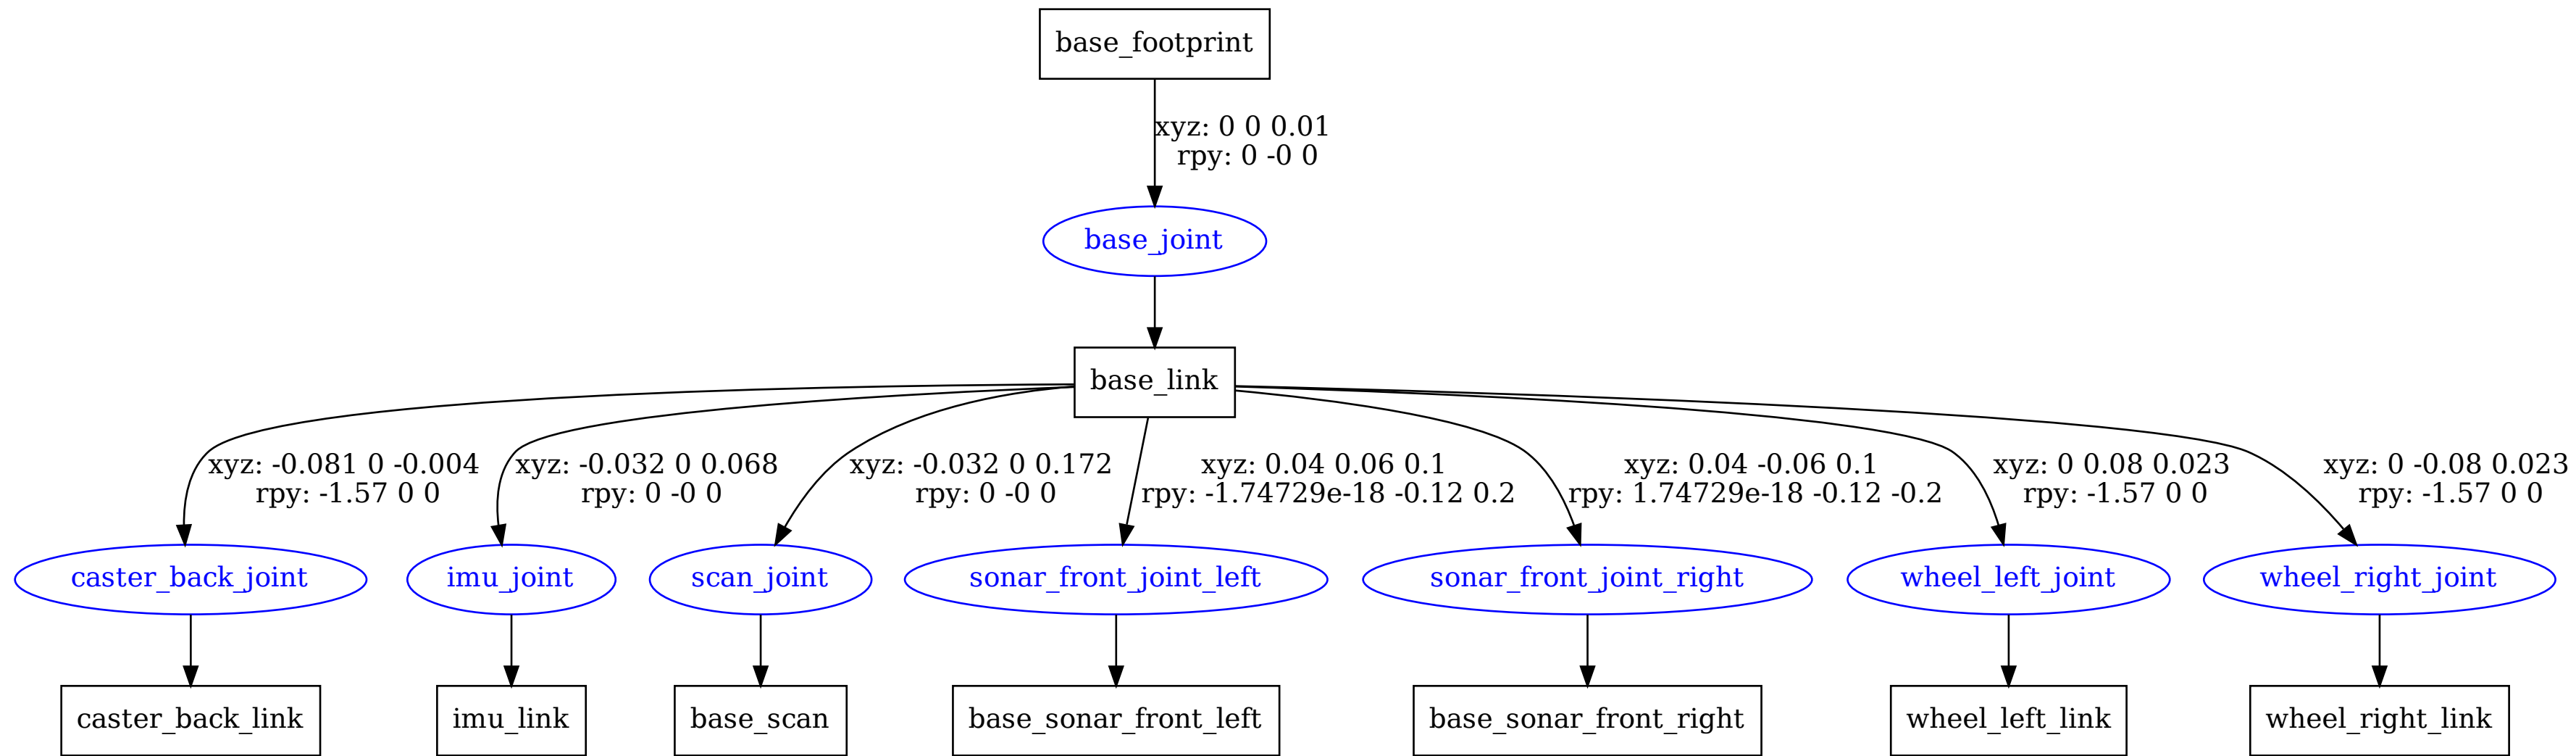 base_footprint
xyz: 0 0 0.01
rpy: 0 -0 0
base_joint
base_link
xyz: -0.081 0 -0.004
rpy: -1.57 0 0
xyz: -0.032 0 0.068
rpy: 0 -0 0
xyz: -0.032 0 0.172
rpy: 0 -0 0
xyz: 0.04 0.06 0.1
rpy: -1.74729e-18 -0.12 0.2
xyz: 0.04 -0.06 0.1
rpy: 1.74729e-18 -0.12 -0.2
xyz: 0 0.08 0.023
rpy: -1.57 0 0
xyz: 0 -0.08 0.023
rpy: -1.57 0 0
caster_back_joint
imu_joint
scan_joint
sonar_front_joint_left
sonar_front_joint_right
wheel_left_joint
wheel_right_joint
caster_back_link
imu_link
base_scan
base_sonar_front_left
base_sonar_front_right
wheel_left_link
wheel_right_link